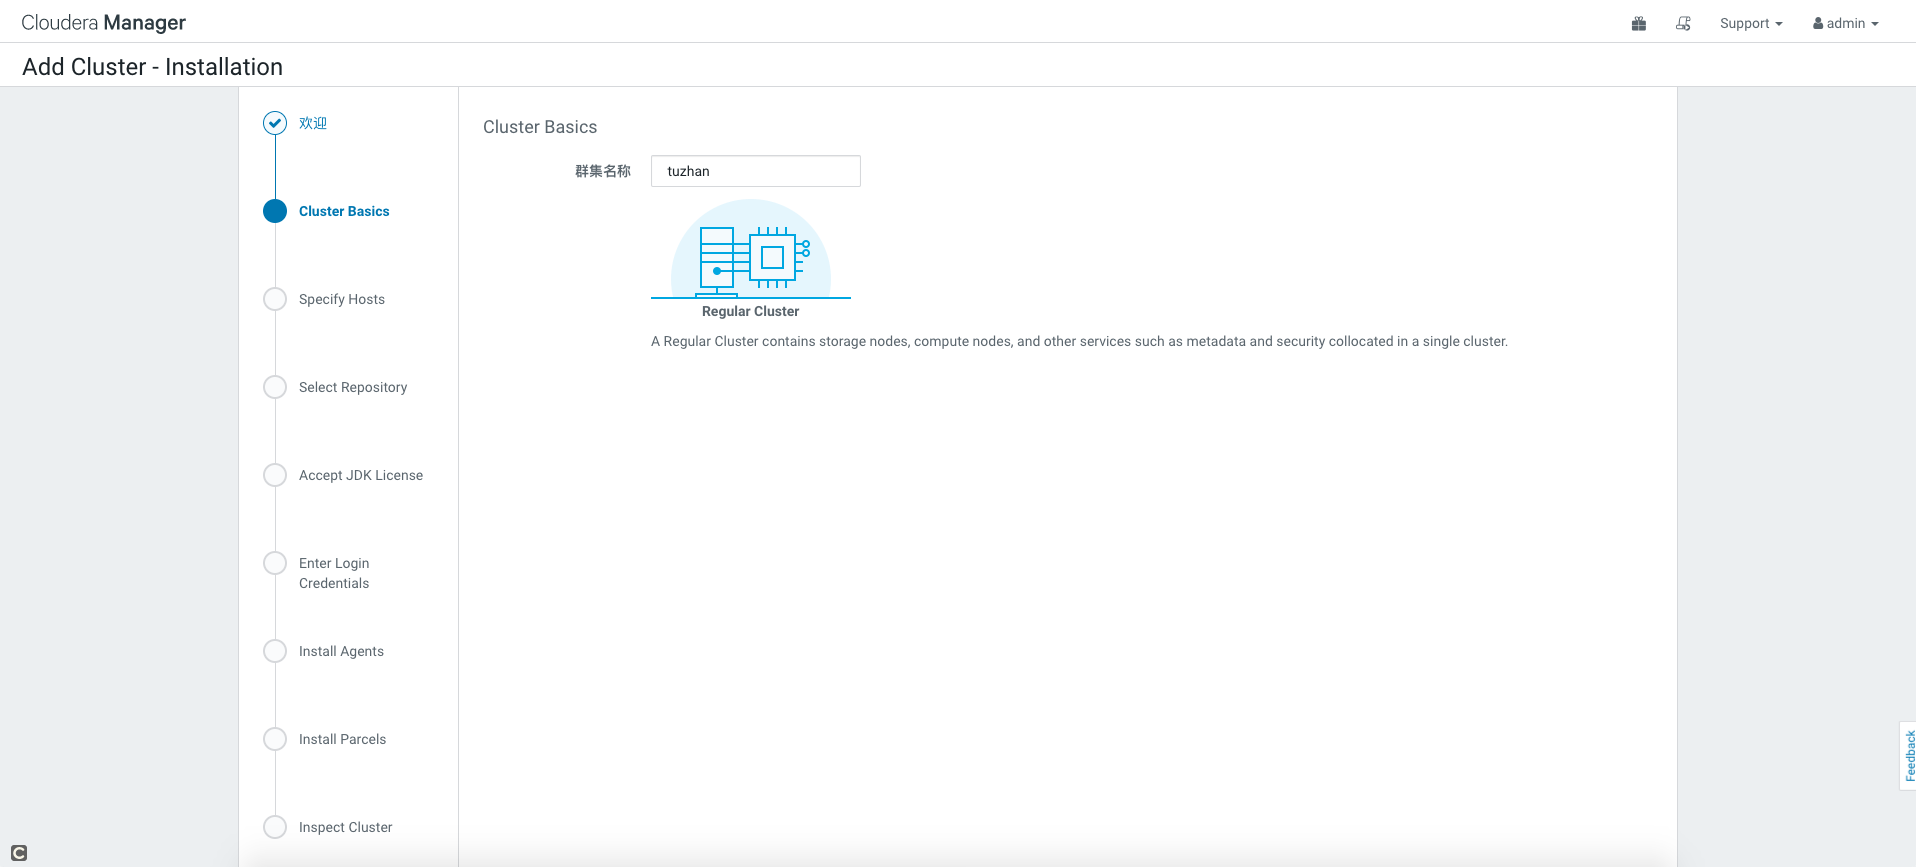 Cloudera Manager
Support
admin
Add Cluster - Installation
欢迎
Cluster Basics
Specify Hosts
Select Repository
Accept JDK License
Enter Login
Credentials
Install Agents
Install Parcels
Inspect Cluster
Cluster Basics
群集名称
tuzhan
Regular Cluster
A Regular Cluster contains storage nodes, compute nodes, and other services such as metadata and security collocated in a single cluster.
Feedback
C